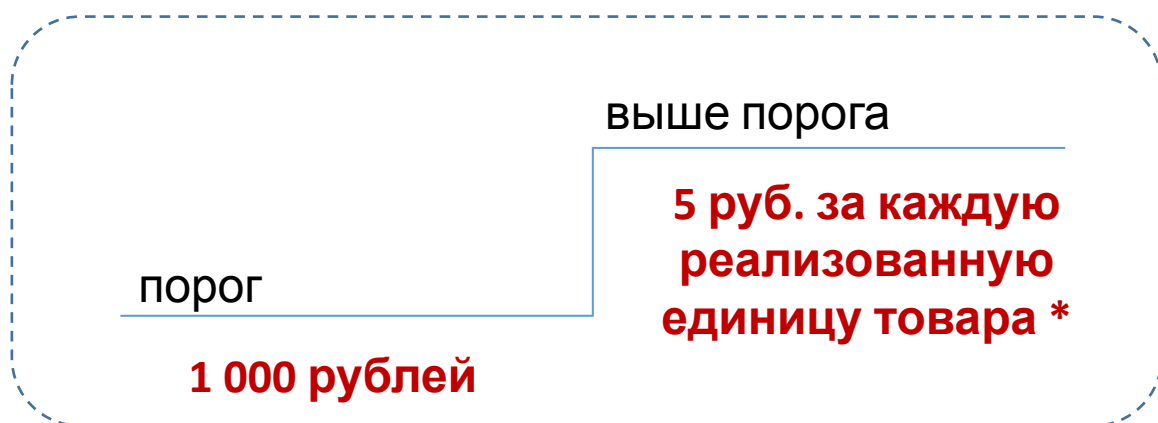 выше порога
5 руб. за каждую
реализованную
единицу товара *
порог
1 000 рублей